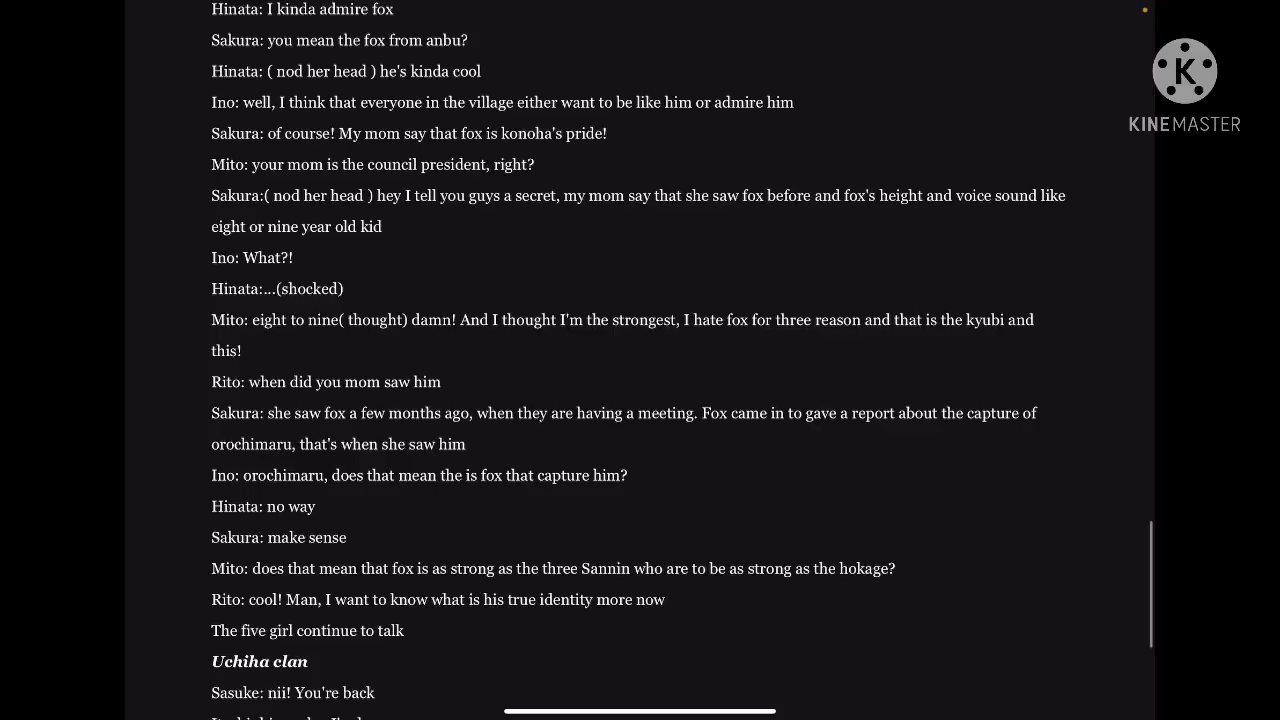 Hinata: I kinda admire fox
Sakura: you mean the fox from anbu?
Hinata: ( nod her head ) he's kinda cool
Ino: well, I think that everyone in the village either want to be like him or admire him
Sakura: of course! My mom say that fox is konoha's pride!
Mito: your mom is the council president, right?
Sakura:( nod her head ) hey I tell you guys a secret, my mom say that she saw fox before and fox's height and voice sound like
eight or nine year old kid
Ino: What?!
Hinata:...(shocked)
Mito: eight to nine( thought) damn! And I thought I'm the strongest, I hate fox for three reason and that is the kyubi and
this!
Rito: when did you mom saw him
Sakura: she saw fox a few months ago, when they are having a meeting. Fox came in to gave a report about the capture of
orochimaru, that's when she saw him
Ino: orochimaru, does that mean the is fox that capture him?
Hinata: no way
Sakura: make sense
Mito: does that mean that fox is as strong as the three Sannin who are to be as strong as the hokage?
Rito: cool! Man, I want to know what is his true identity more now
The five girl continue to talk
Uchiha clan
Sasuke: nii! You're back
K
KINEMASTER